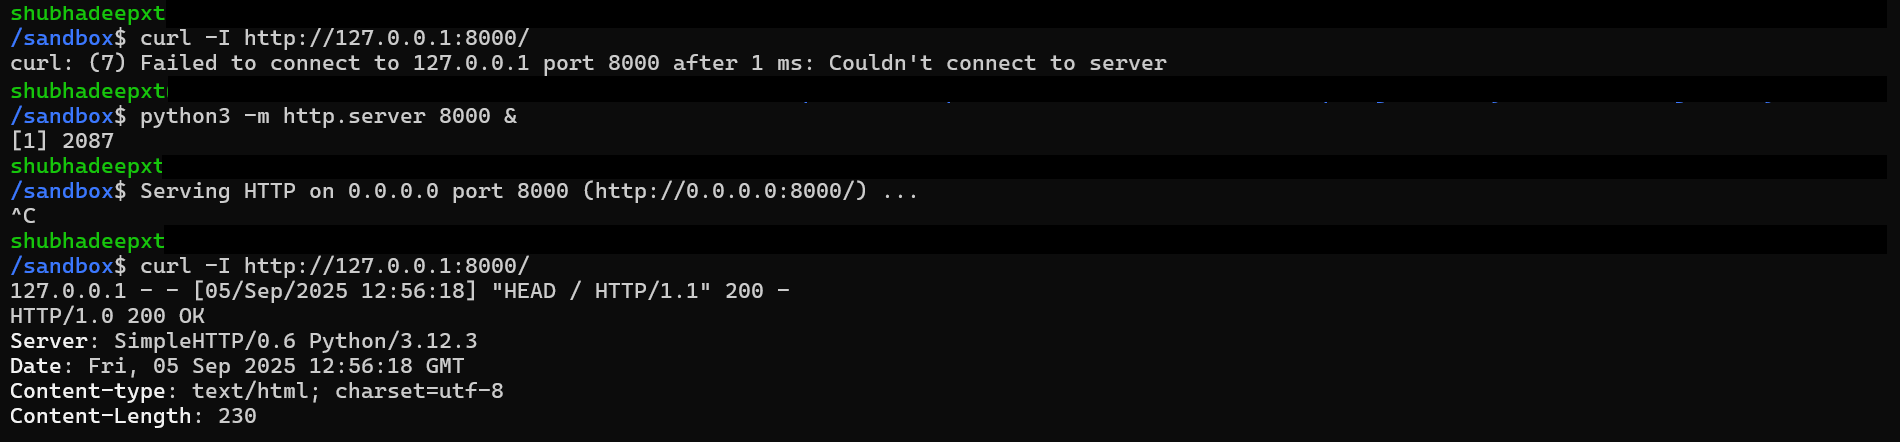 shubhadeepxt
/sandbox$ curl -I http://127.0.0.1:8000/
curl: (7) Failed to connect to 127.0.0.1 port 8000 after 1 ms: Couldn't connect to server
shubhadeepxt
/sandbox$ python3 -m http.server 8000 &
[1] 2087
shubhadeepxt
/sandbox$ Serving HTTP on 0.0.0.0 port 8000 (http://0.0.0.0:8000/) ...
^C
shubhadeepxt
/sandbox$ curl -I http://127.0.0.1:8000/
127.0.0.1 - - [05/Sep/2025 12:56:18] "HEAD / HTTP/1.1" 200 -
HTTP/1.0 200 OK
Server: SimpleHTTP/0.6 Python/3.12.3
Date: Fri, 05 Sep 2025 12:56:18 GMT
Content-type: text/html; charset=utf-8
Content-Length: 230